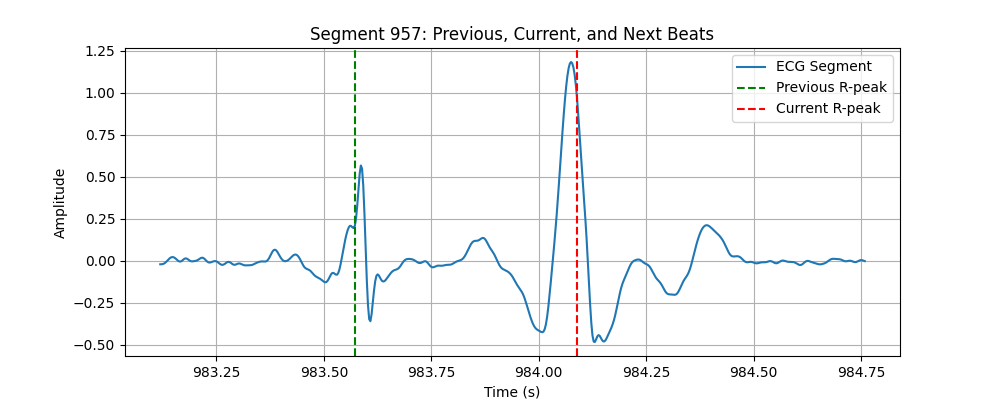 Segment 957: Previous, Current, and Next Beats
1.25
1.00
0.75
0.50
0.25
0.00
−0.25
−0.50
Amplitude
ECG Segment
Previous R-peak
Current R-peak
983.25
983.50
983.75
984.00
984.25
984.50
984.75
Time (s)